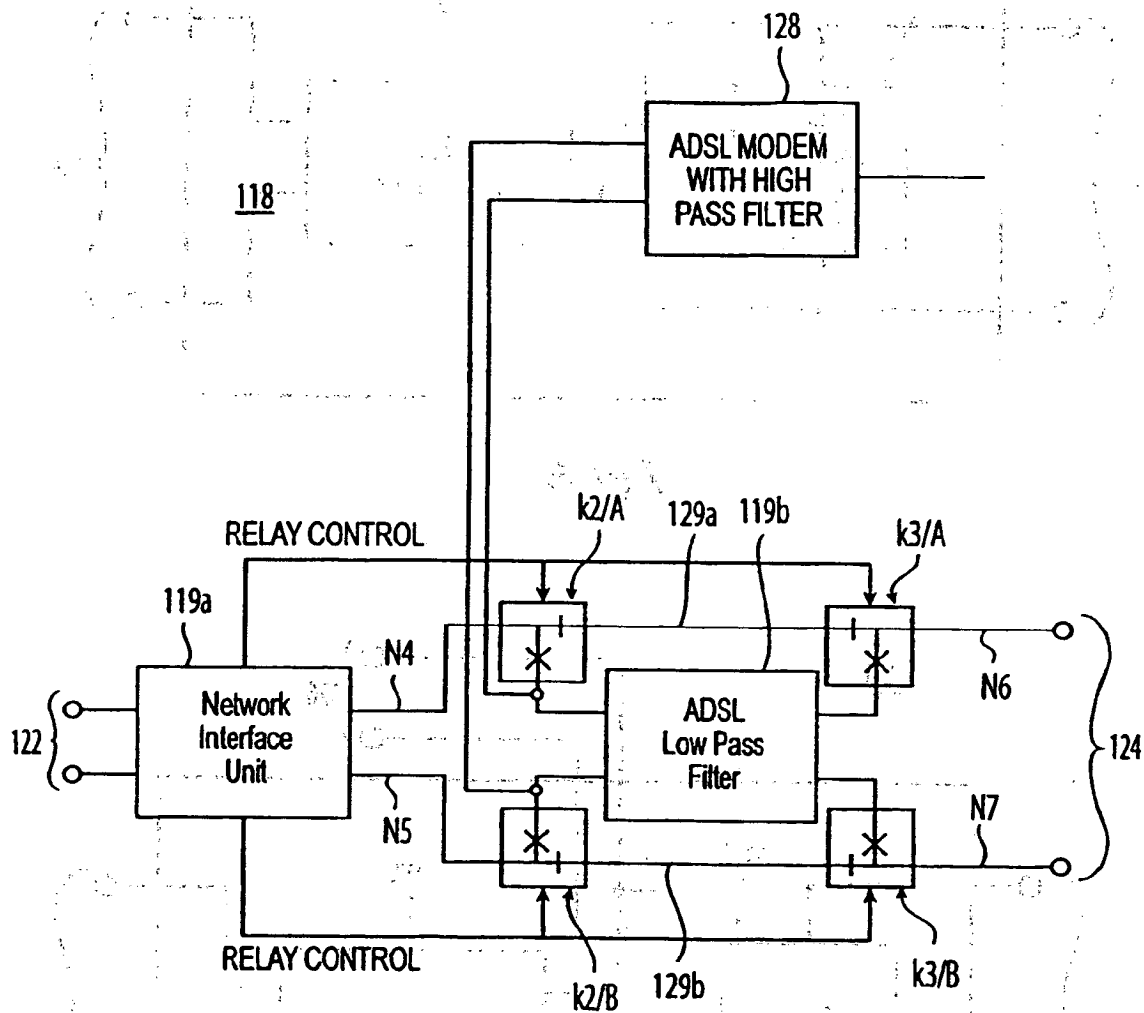 128
ADSL MODEM
WITH HIGH
PASS FILTER
118
k2/A
129a
119b
k3/A
RELAY CONTROL
119a
N4
N6
Network
Interface
Unit
ADSL
Low Pass
Filter
122
124
N5
N7
RELAY CONTROL
k2/B
129b
k3/B